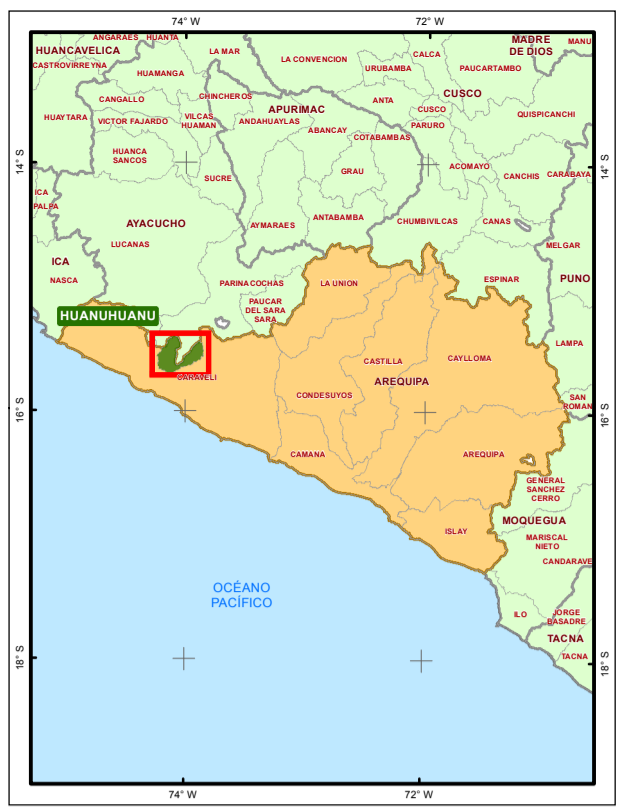 74° W
72° W
ANGARAES
HUANTA
HUANCAVELICA
CASTROVIRREYNA
LA MAR
LA CONVENCION
CALCA
MADRE
DE DIOS
MANU
HUAMANGA
URUBAMBA
PAUCARTAMBO
CUSCO
CANGALLO
CHINCHEROS
APURIMAC
ANTA
CUSCO
QUISPICANCHI
HUAYTARA
VICTOR FAJARDO
VILCAS
HUAMAN
ANDAHUAYLAS
ABANCAY
COTABAMBAS
PARURO
HUANCA
SANCOS
14° S
14° S
SUCRE
GRAU
ACOMAYO
CANCHIS
CARABAYA
ICA
PALPA
AYACUCHO
LUCANAS
AYMARAES
ANTABAMBA
CHUMBIVILCAS
CANAS
MELGAR
ICA
NASCA
PARINACOCHAS
LA UNION
ESPINAR
PUNO
PAUCAR
DEL SARA
SARA
HUANUHUANU
LAMPA
CARAVELI
CASTILLA
CAYLLOMA
AREQUIPA
CONDESUYOS
SAN
ROMAN
16° S
16° S
CAMANA
AREQUIPA
GENERAL
SANCHEZ
CERRO
MOQUEGUA
ISLAY
MARISCAL
NIETO
CANDARAVE
OCÉANO
PACÍFICO
ILO
JORGE
BASADRE
TACNA
TACNA
18° S
18° S
74° W
72° W